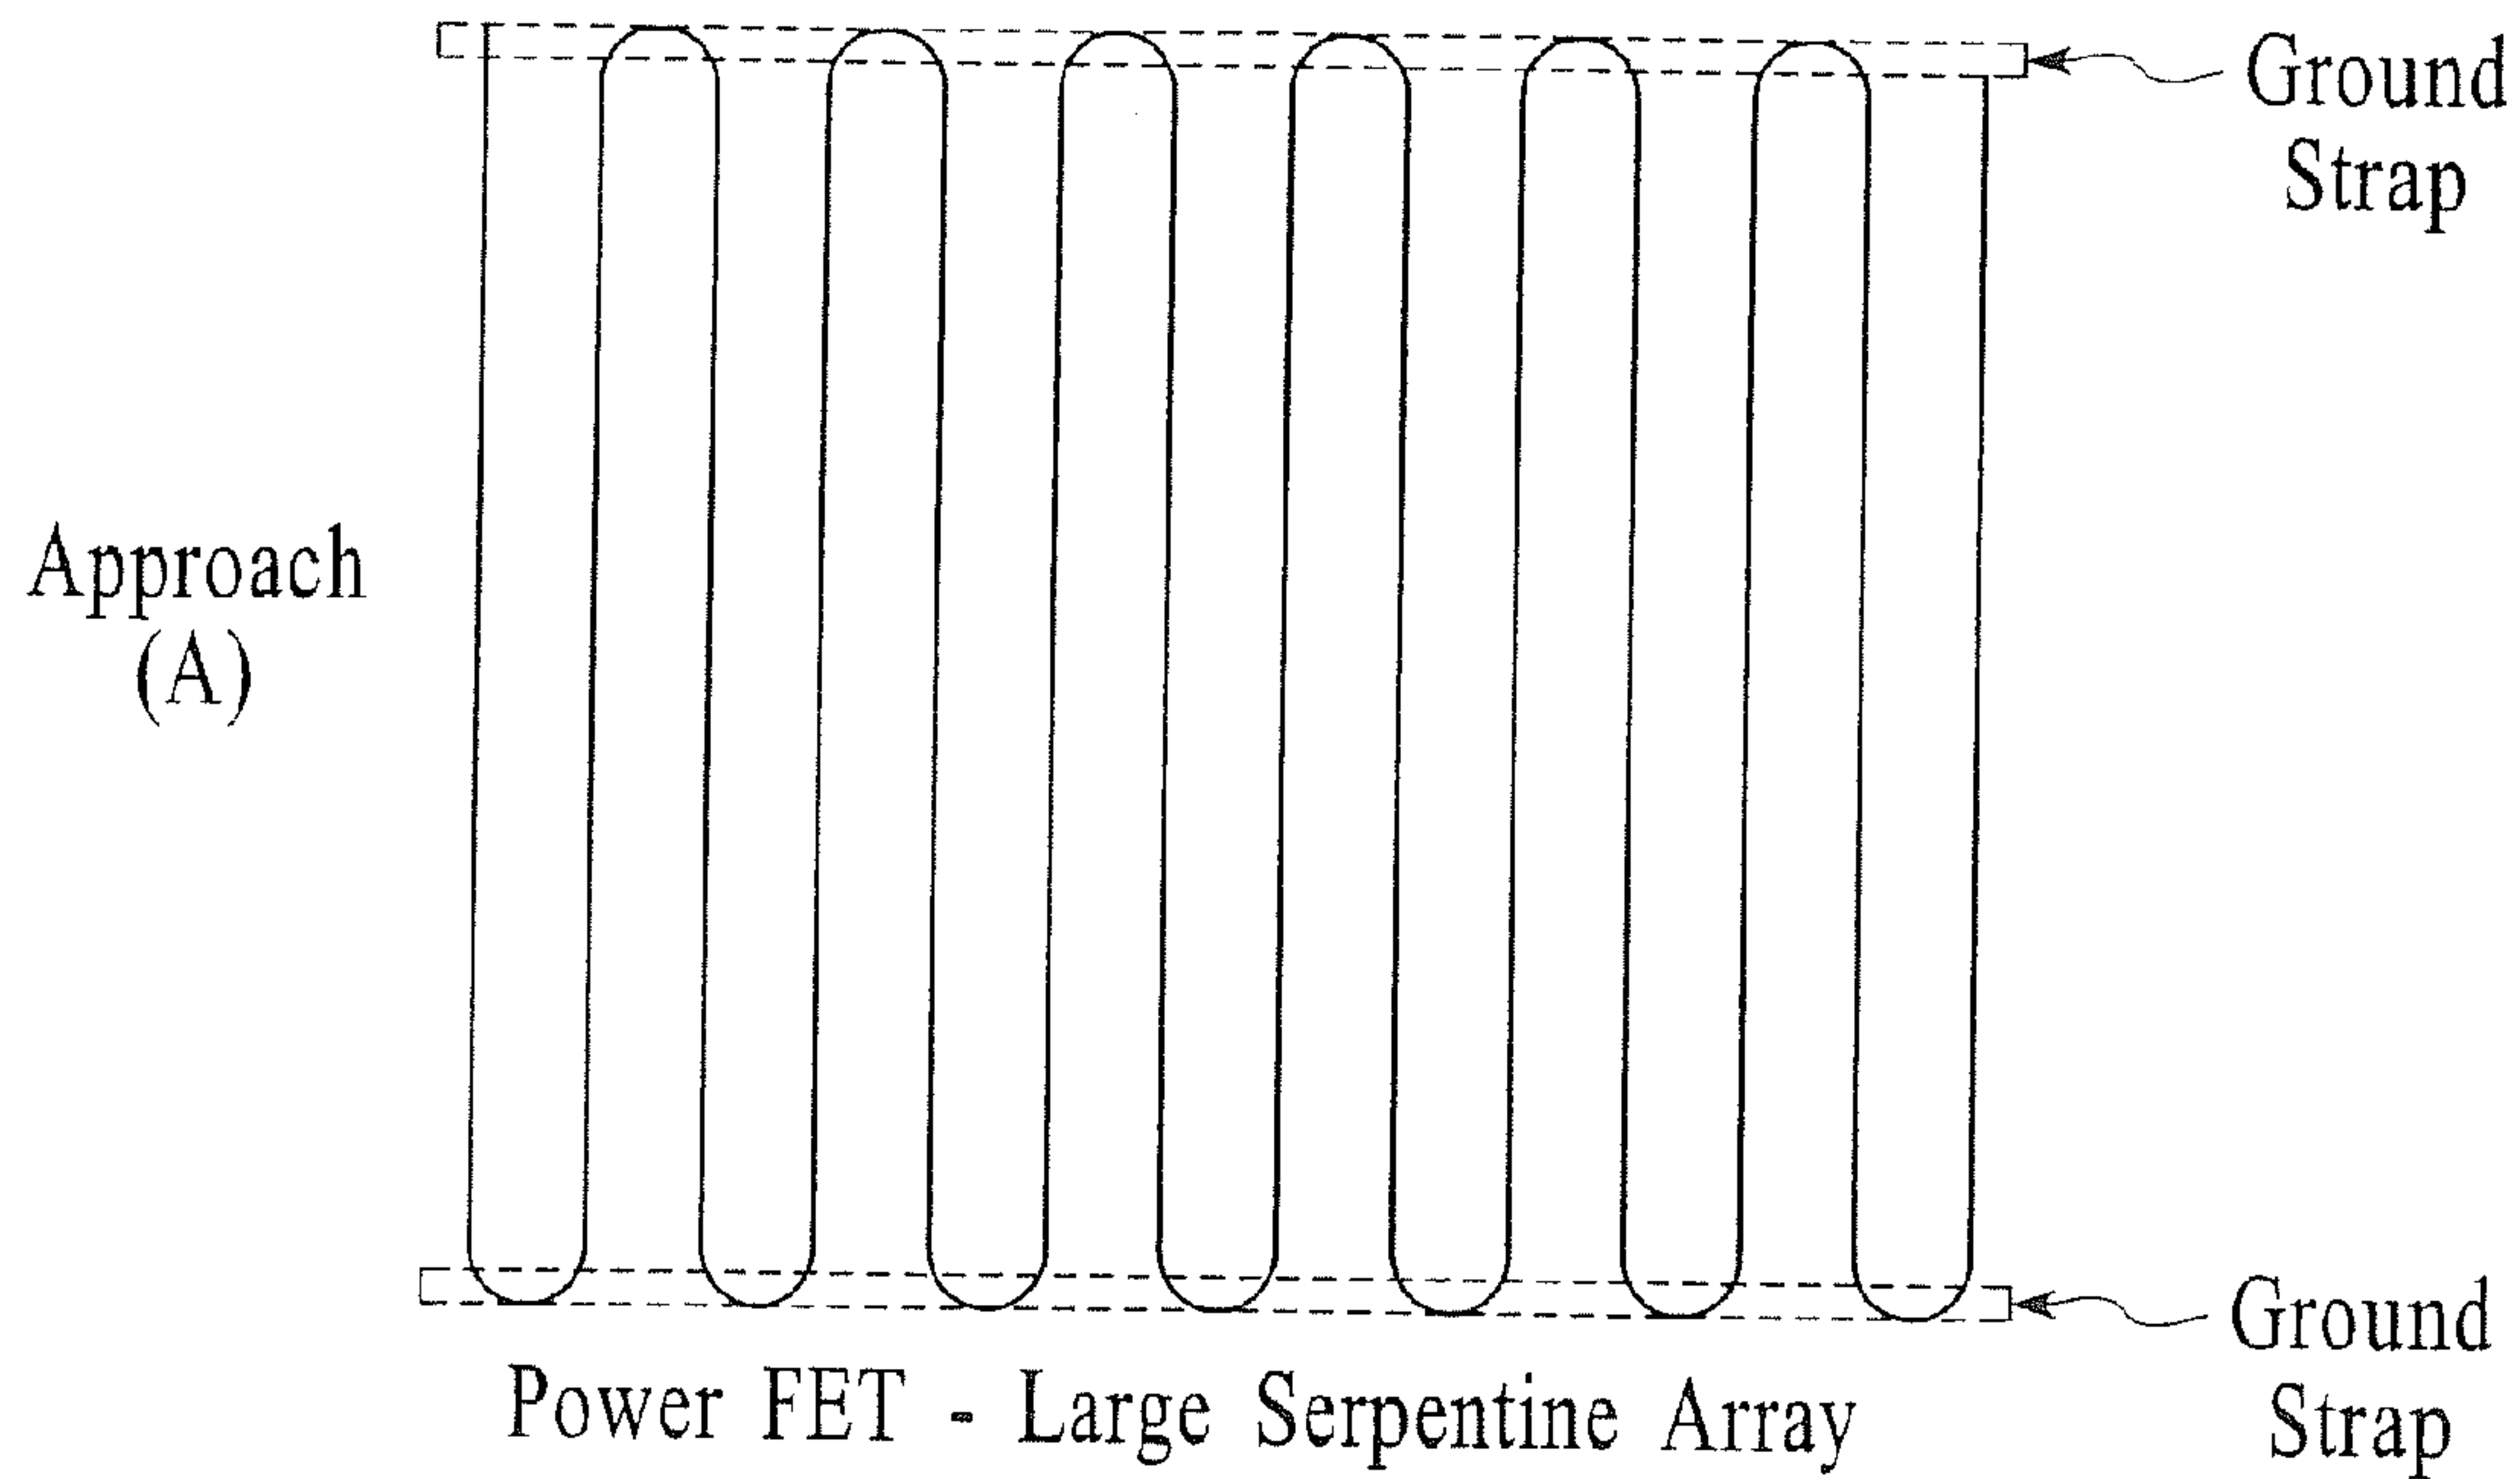 Ground
Strap
Approach
(A)
Ground
Strap
Power FET - Large Serpentine Array